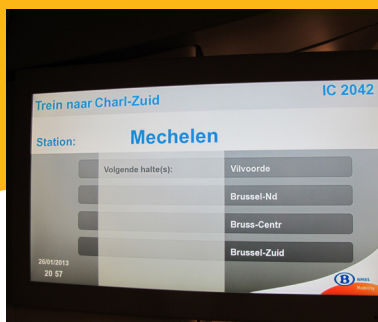 Trein naar Charl-Zuid
IC 2042
Station: Mechelen
Volgende halte(s): Vilvoorde
Brussel-Nd
Bruss-Centr
Brussel-Zuid
26/01/2013
20 57
B